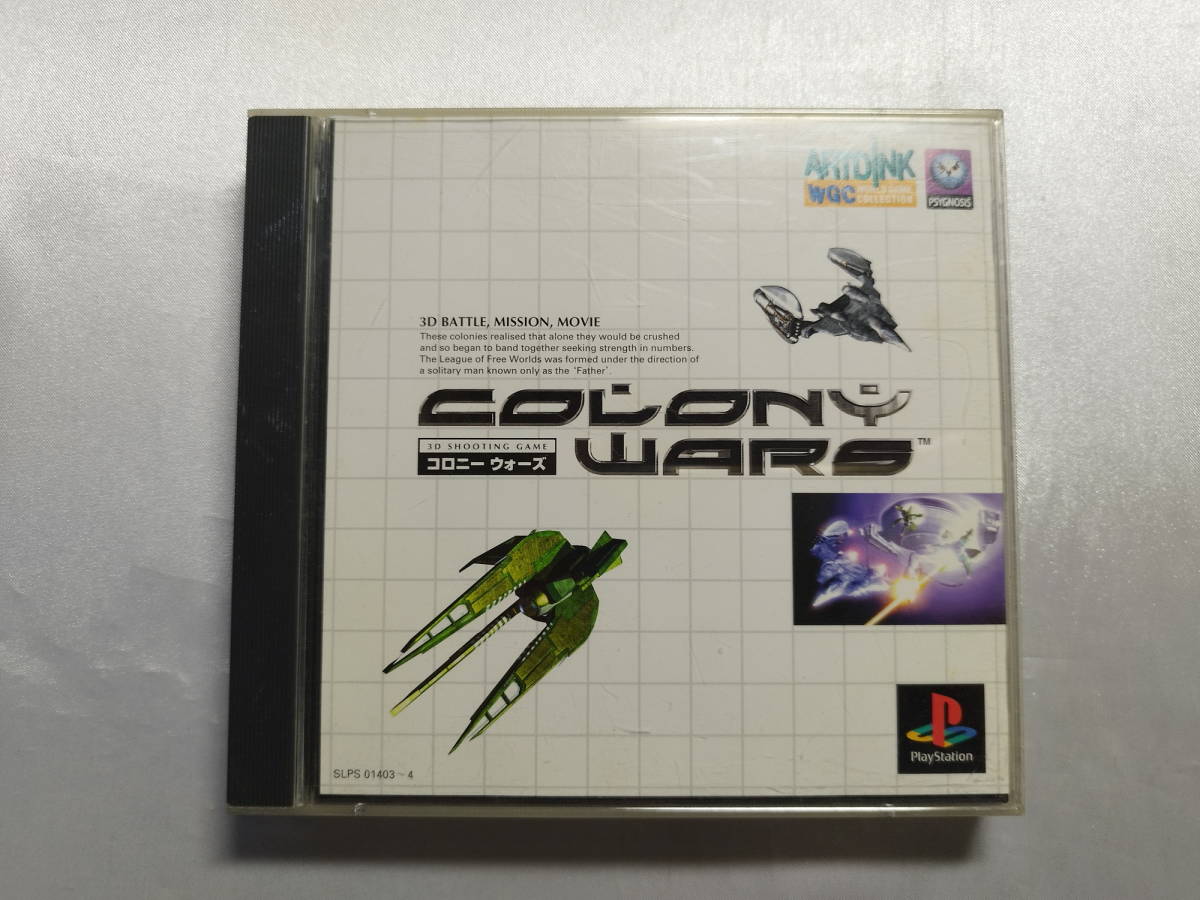 ARTDINK
WGC WORLD GAME COLLECTION
PSYGNOSIS
3D BATTLE, MISSION, MOVIE
These colonies realised that alone they would be crushed
and so began to band together seeking strength in numbers.
The League of Free Worlds was formed under the direction of
a solitary man known only as the 'Father'.
COLONY
WARS™
3D SHOOTING GAME
コロニー ウォーズ
PlayStation
SLPS 01403~4